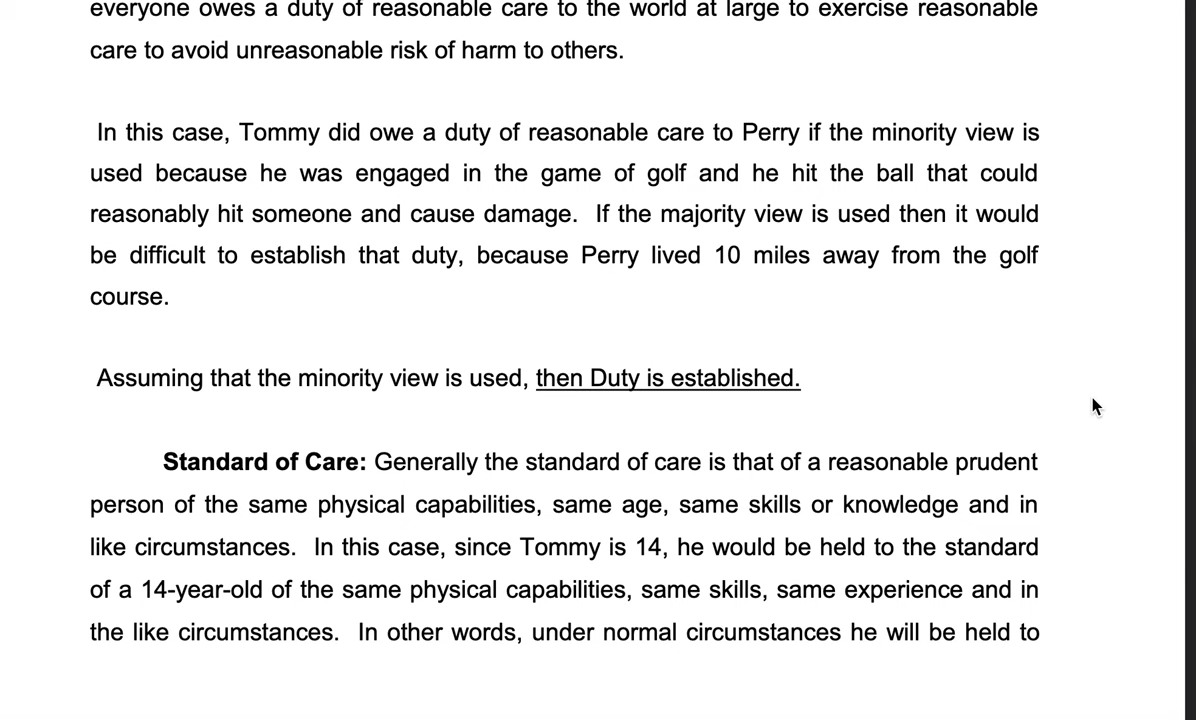 everyone owes a duty of reasonable care to the world at large to exercise reasonable
care to avoid unreasonable risk of harm to others.
In this case, Tommy did owe a duty of reasonable care to Perry if the minority view is
used because he was engaged in the game of golf and he hit the ball that could
reasonably hit someone and cause damage. If the majority view is used then it would
be difficult to establish that duty, because Perry lived 10 miles away from the golf
course.
Assuming that the minority view is used, then Duty is established.
Standard of Care: Generally the standard of care is that of a reasonable prudent
person of the same physical capabilities, same age, same skills or knowledge and in
like circumstances. In this case, since Tommy is 14, he would be held to the standard
of a 14-year-old of the same physical capabilities, same skills, same experience and in
the like circumstances. In other words, under normal circumstances he will be held to